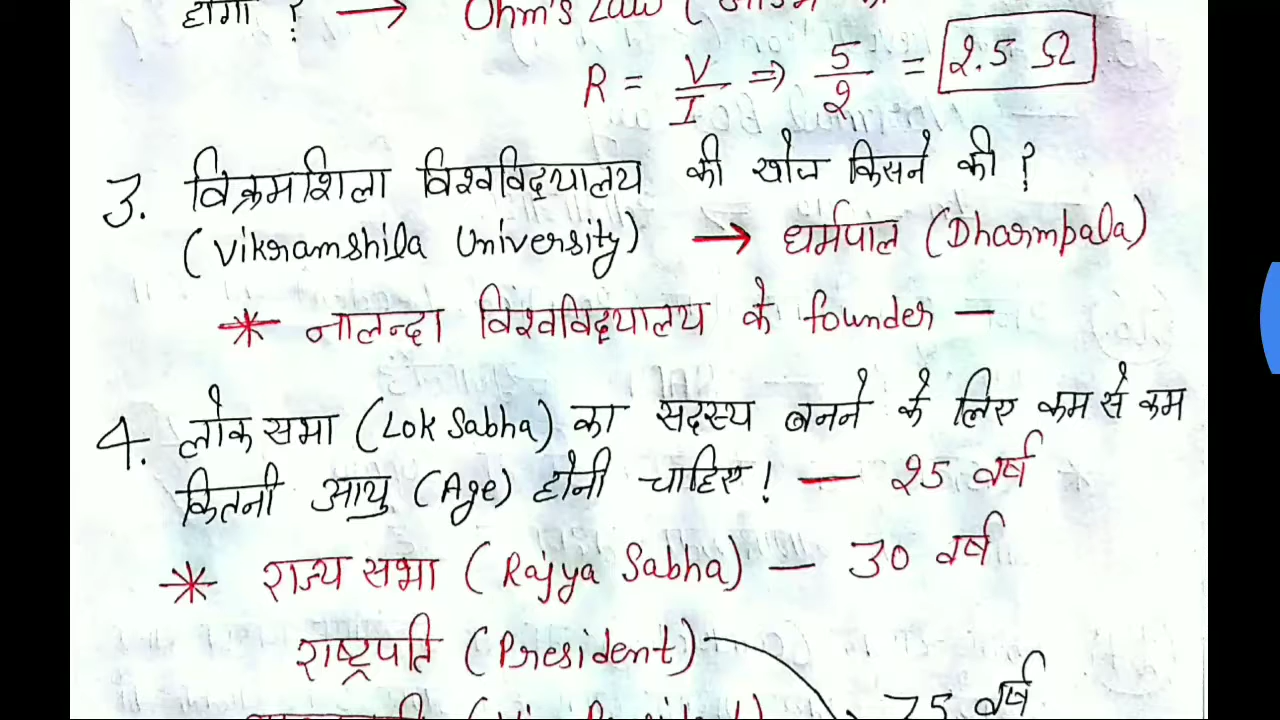 होगा ? → Ohm's Law (
R = V/I ⇒ 5/2 = 2.5 Ω
3. विक्रमशिला विश्वविद्यालय की खोज किसने की ?
(Vikramshila University) → धर्मपाल (Dharmpala)
* नालन्दा विश्वविद्यालय के founder —
4. लोक सभा (Lok Sabha) का सदस्य बनने के लिए कम से कम
कितनी आयु (Age) होनी चाहिए! — 25 वर्ष
* राज्य सभा (Rajya Sabha) — 30 वर्ष
राष्ट्रपति (President)
35 वर्ष